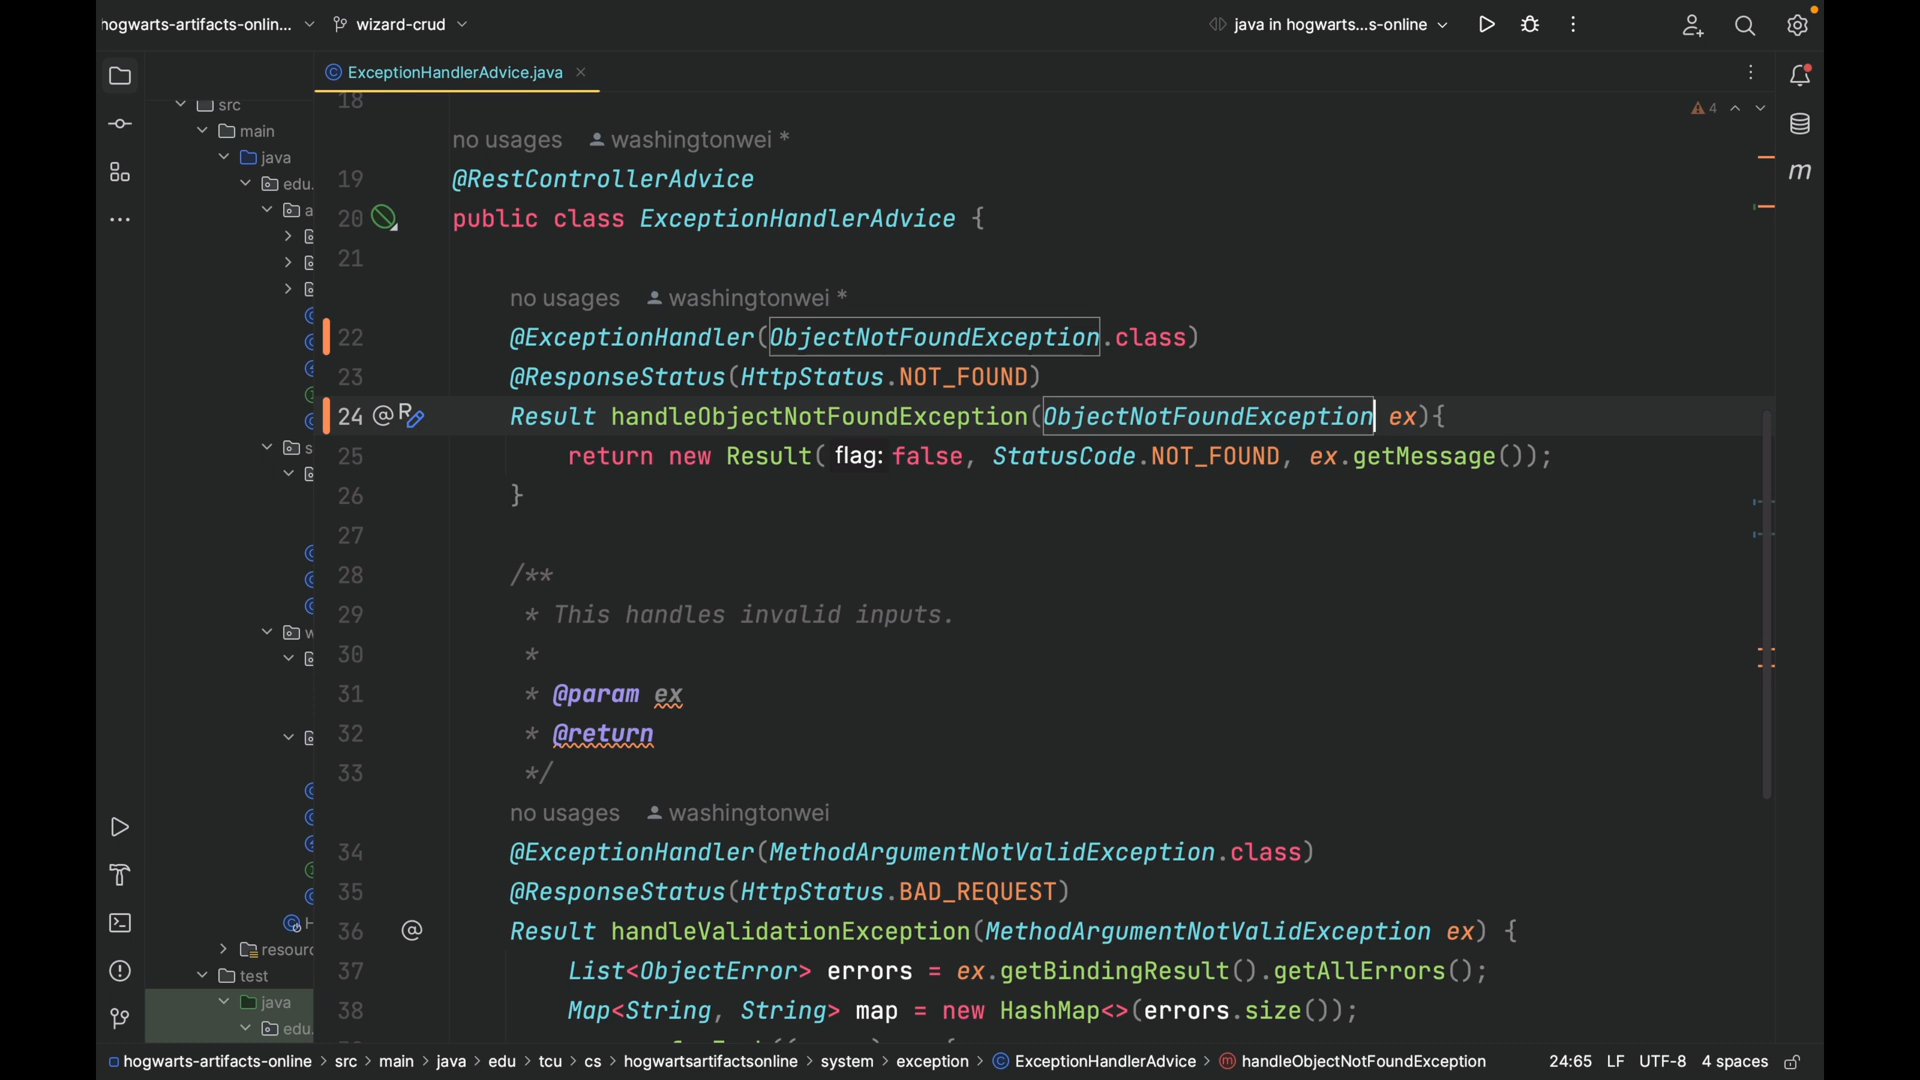 hogwarts-artifacts-onlin... wizard-crud java in hogwarts...s-online
ExceptionHandlerAdvice.java
src
main
java
edu.
a
s
w
H
resourc
test
java
edu.
4
18
no usages washingtonwei *
19 @RestControllerAdvice
20 public class ExceptionHandlerAdvice {
21
no usages washingtonwei *
22 @ExceptionHandler(ObjectNotFoundException.class)
23 @ResponseStatus(HttpStatus.NOT_FOUND)
24 Result handleObjectNotFoundException(ObjectNotFoundException ex){
25 return new Result( flag: false, StatusCode.NOT_FOUND, ex.getMessage());
26 }
27
28 /**
29 * This handles invalid inputs.
30 *
31 * @param ex
32 * @return
33 */
no usages washingtonwei
34 @ExceptionHandler(MethodArgumentNotValidException.class)
35 @ResponseStatus(HttpStatus.BAD_REQUEST)
36 Result handleValidationException(MethodArgumentNotValidException ex) {
37 List<ObjectError> errors = ex.getBindingResult().getAllErrors();
38 Map<String, String> map = new HashMap<>(errors.size());
hogwarts-artifacts-online > src > main > java > edu > tcu > cs > hogwartsartifactsonline > system > exception > ExceptionHandlerAdvice > handleObjectNotFoundException 24:65 LF UTF-8 4 spaces